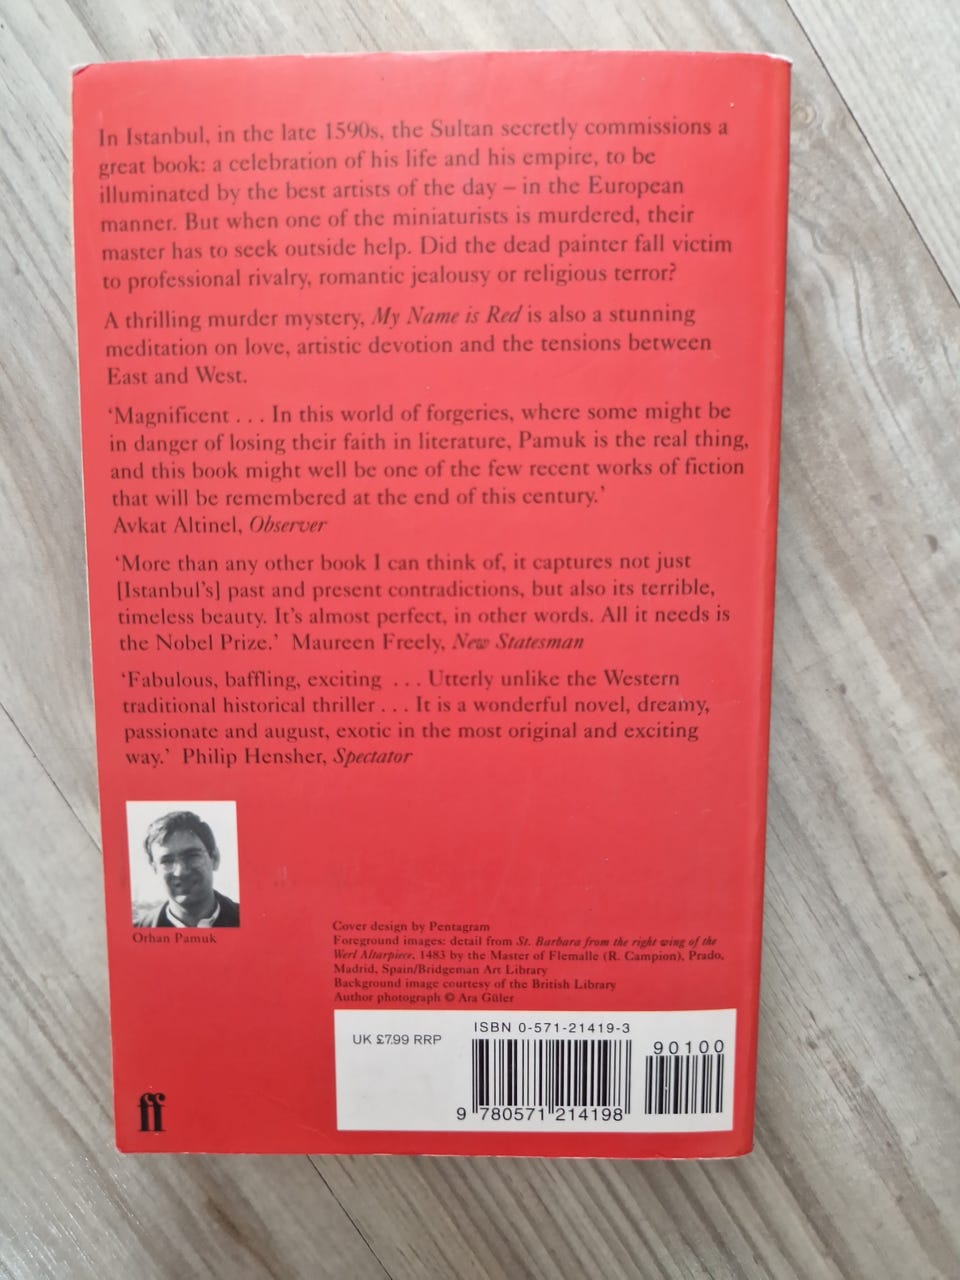 In Istanbul, in the late 1590s, the Sultan secretly commissions a
great book: a celebration of his life and his empire, to be
illuminated by the best artists of the day – in the European
manner. But when one of the miniaturists is murdered, their
master has to seek outside help. Did the dead painter fall victim
to professional rivalry, romantic jealousy or religious terror?
A thrilling murder mystery, My Name is Red is also a stunning
meditation on love, artistic devotion and the tensions between
East and West.
‘Magnificent . . . In this world of forgeries, where some might be
in danger of losing their faith in literature, Pamuk is the real thing,
and this book might well be one of the few recent works of fiction
that will be remembered at the end of this century.’
Avkat Altinel, Observer
‘More than any other book I can think of, it captures not just
[Istanbul's] past and present contradictions, but also its terrible,
timeless beauty. It's almost perfect, in other words. All it needs is
the Nobel Prize.’ Maureen Freely, New Statesman
‘Fabulous, baffling, exciting . . . Utterly unlike the Western
traditional historical thriller . . . It is a wonderful novel, dreamy,
passionate and august, exotic in the most original and exciting
way.’ Philip Hensher, Spectator
Orhan Pamuk
Cover design by Pentagram
Foreground images: detail from St. Barbara from the right wing of the
Werl Altarpiece, 1483 by the Master of Flemalle (R. Campion), Prado,
Madrid, Spain/Bridgeman Art Library
Background image courtesy of the British Library
Author photograph © Ara Güler
UK £7.99 RRP
ISBN 0-571-21419-3
90100
9 780571 214198
ff